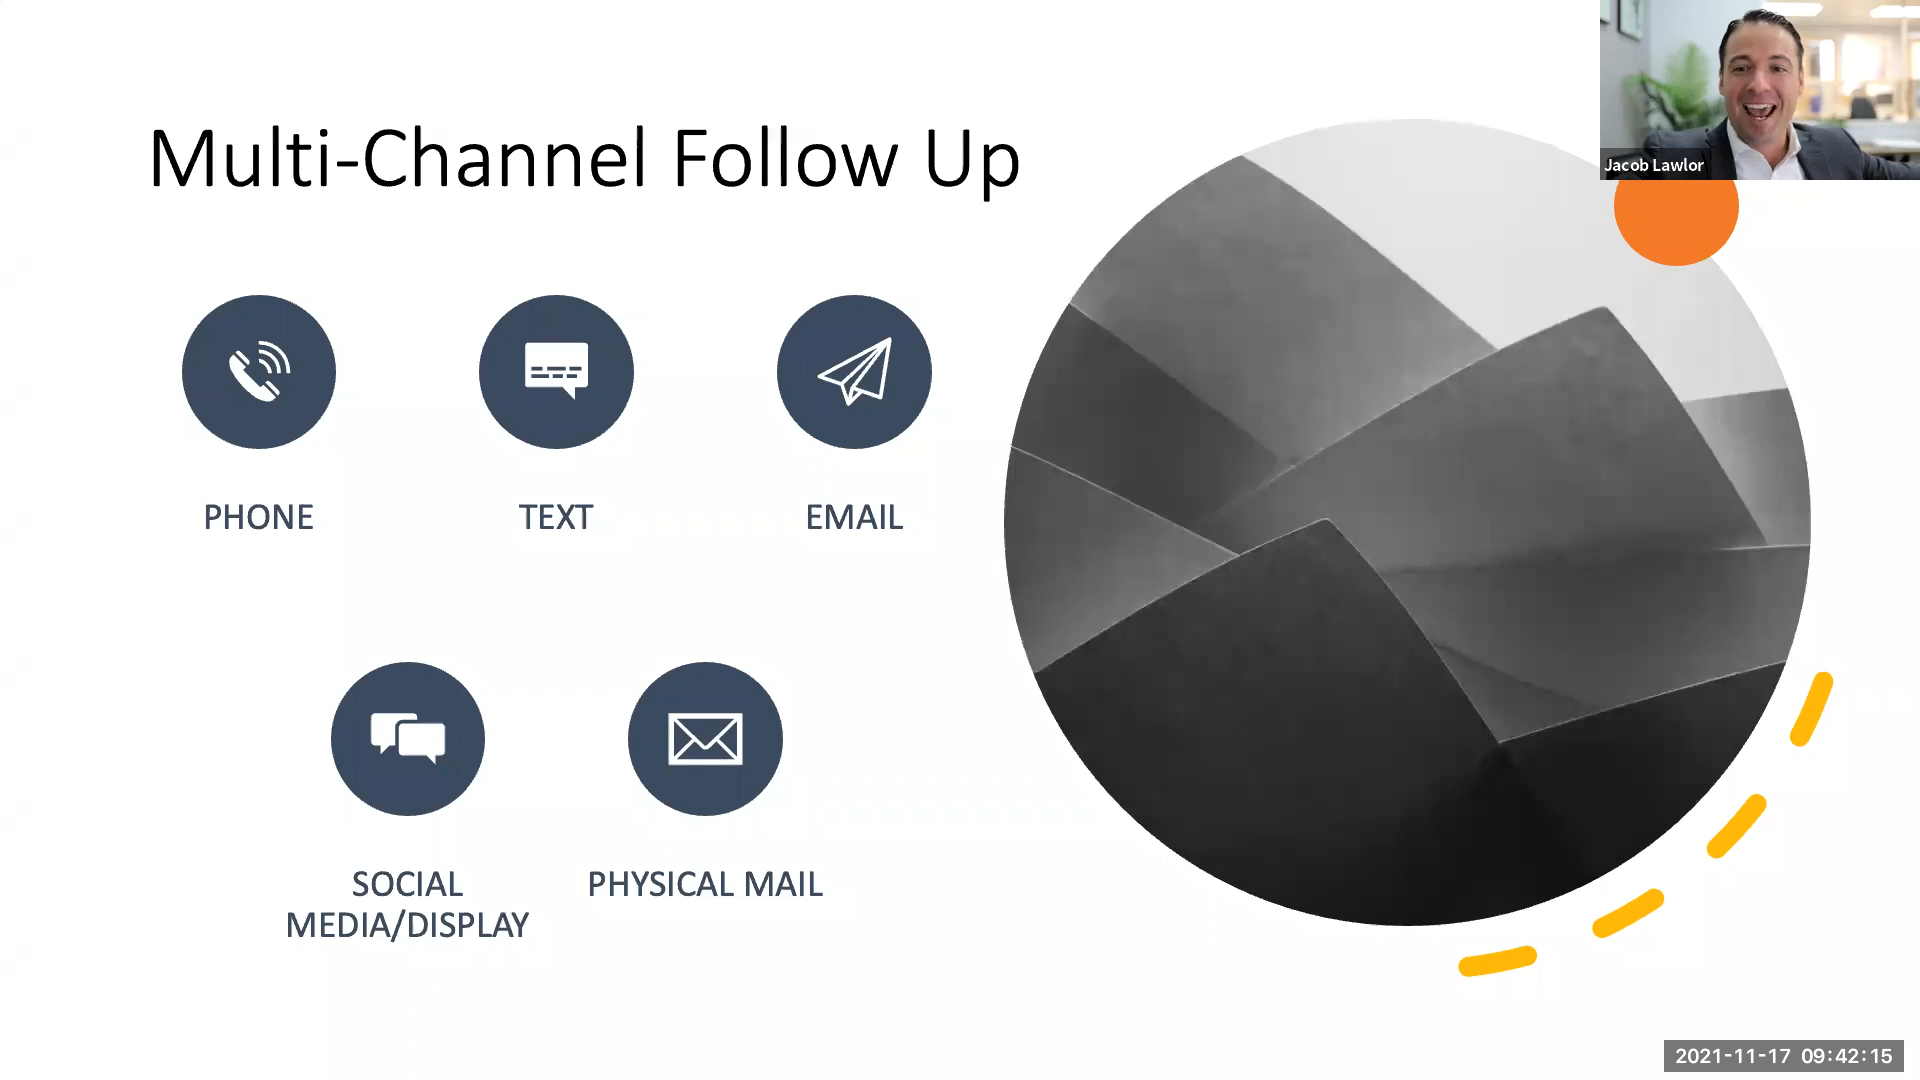 Multi-Channel Follow Up
Jacob Lawlor
PHONE
TEXT
EMAIL
SOCIAL
MEDIA/DISPLAY
PHYSICAL MAIL
2021-11-17 09:42:15